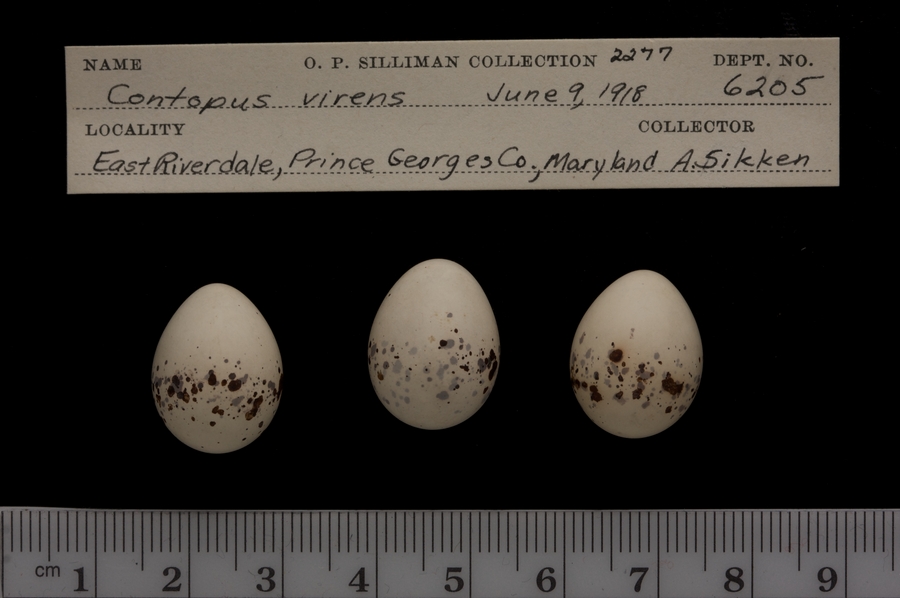 NAME O. P. SILLIMAN COLLECTION 2277 DEPT. NO.
Contopus virens June 9, 1918 6205
LOCALITY COLLECTOR
East Riverdale, Prince Georges Co., Maryland A. Sikken
cm 1 2 3 4 5 6 7 8 9